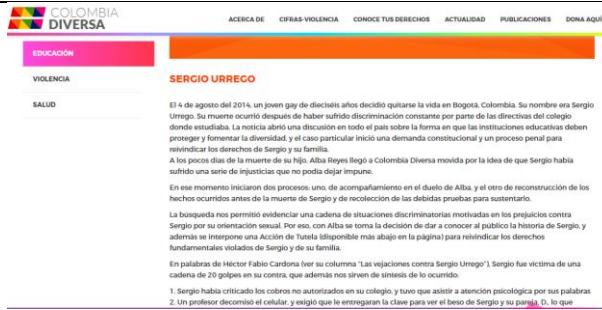 COLOMBIA
DIVERSA
ACERCA DE CIFRAS-VIOLENCIA CONOCE TUS DERECHOS ACTUALIDAD PUBLICACIONES DONA AQUÍ
EDUCACIÓN
VIOLENCIA
SALUD
SERGIO URREGO
El 4 de agosto del 2014, un joven gay de dieciséis años decidió quitarse la vida en Bogotá, Colombia. Su nombre era Sergio
Urrego. Su muerte ocurrió después de haber sufrido discriminación constante por parte de las directivas del colegio
donde estudiaba. La noticia abrió una discusión en todo el país sobre la forma en que las instituciones educativas deben
proteger y fomentar la diversidad, y el caso particular inició una demanda constitucional y un proceso penal para
reivindicar los derechos de Sergio y su familia.
A los pocos días de la muerte de su hijo, Alba Reyes llegó a Colombia Diversa movida por la idea de que Sergio había
sufrido una serie de injusticias que no podía dejar impune.
En ese momento iniciaron dos procesos: uno, de acompañamiento en el duelo de Alba, y el otro de reconstrucción de los
hechos ocurridos antes de la muerte de Sergio y de recolección de las debidas pruebas para sustentarlo.
La búsqueda nos permitió evidenciar una cadena de situaciones discriminatorias motivadas en los prejuicios contra
Sergio por su orientación sexual. Por eso, con Alba se toma la decisión de dar a conocer al público la historia de Sergio, y
además se interpone una Acción de Tutela (disponible más abajo en la página) para reivindicar los derechos
fundamentales violados de Sergio y de su familia.
En palabras de Héctor Fabio Cardona (ver su columna "Las vejaciones contra Sergio Urrego"), Sergio fue víctima de una
cadena de 20 golpes en su contra, que además nos sirven de síntesis de lo ocurrido:
1. Sergio había criticado los cobros no autorizados en su colegio, y tuvo que asistir a atención psicológica por sus palabras
2. Un profesor decomisó el celular, y exigió que le entregaran la clave para ver el beso de Sergio y su pareja, D., lo que